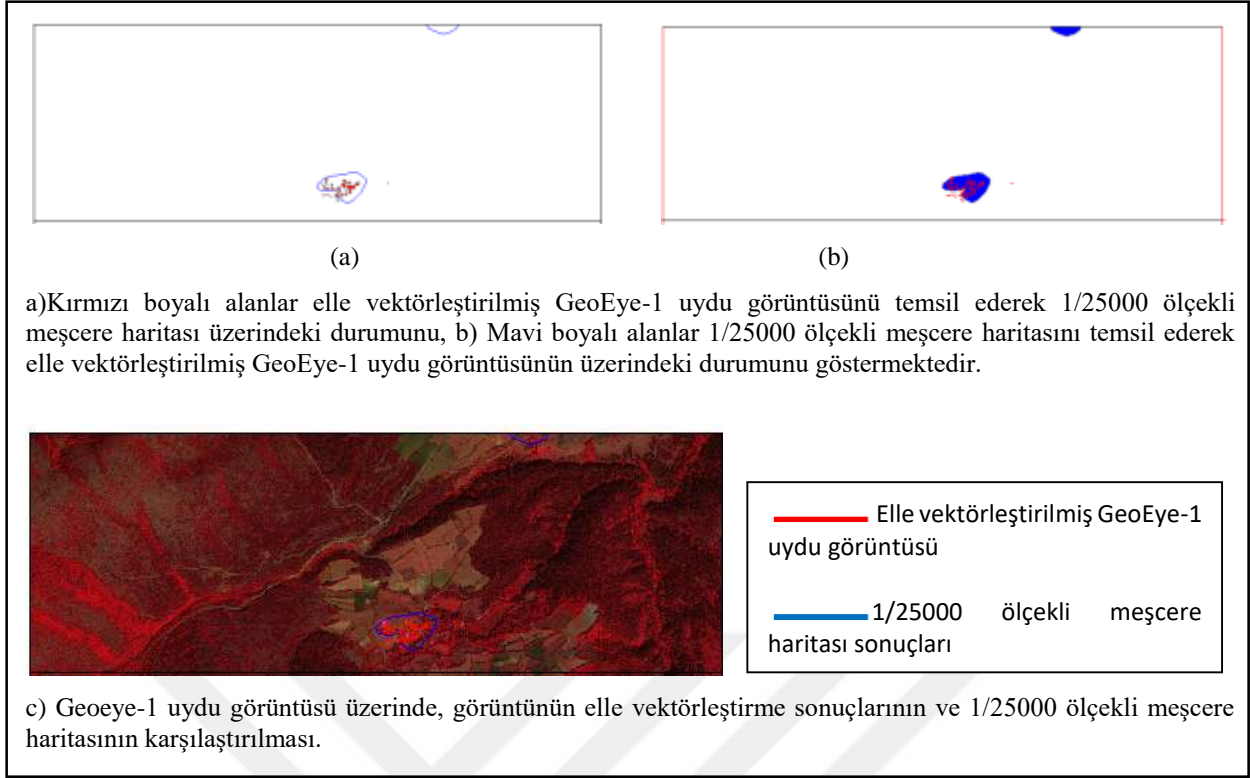 (a)
(b)
a)Kırmızı boyalı alanlar elle vektörleştirilmiş GeoEye-1 uydu görüntüsünü temsil ederek 1/25000 ölçekli
meşcere haritası üzerindeki durumunu, b) Mavi boyalı alanlar 1/25000 ölçekli meşcere haritasını temsil ederek
elle vektörleştirilmiş GeoEye-1 uydu görüntüsünün üzerindeki durumunu göstermektedir.
Elle vektörleştirilmiş GeoEye-1
uydu görüntüsü
1/25000 ölçekli meşcere
haritası sonuçları
c) Geoeye-1 uydu görüntüsü üzerinde, görüntünün elle vektörleştirme sonuçlarının ve 1/25000 ölçekli meşcere
haritasının karşılaştırılması.